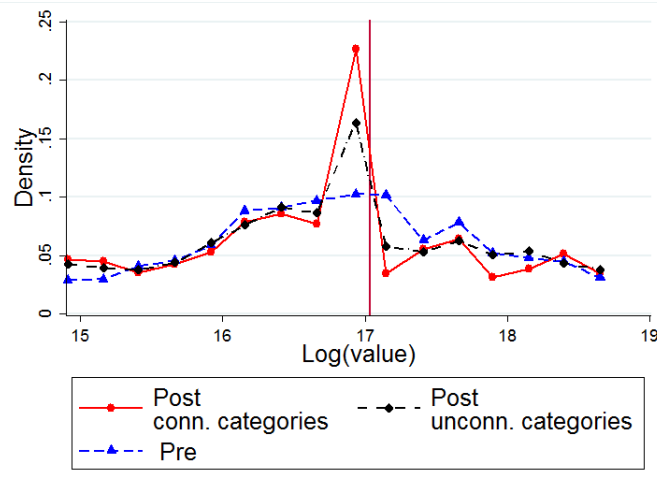 Density
0
.05
.1
.15
.2
.25
15
16
17
18
19
Log(value)
Post
conn. categories
Post
unconn. categories
Pre